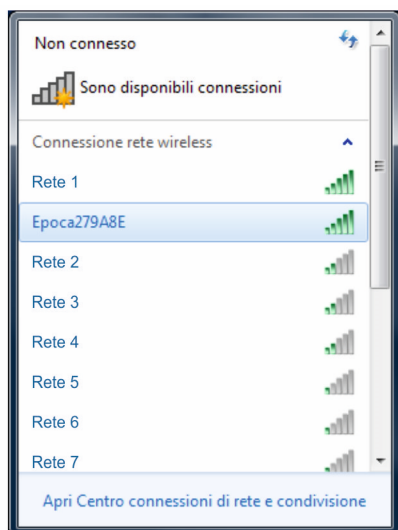 Non connesso
Sono disponibili connessioni
Connessione rete wireless
Rete 1
Epoca279A8E
Rete 2
Rete 3
Rete 4
Rete 5
Rete 6
Rete 7
Apri Centro connessioni di rete e condivisione